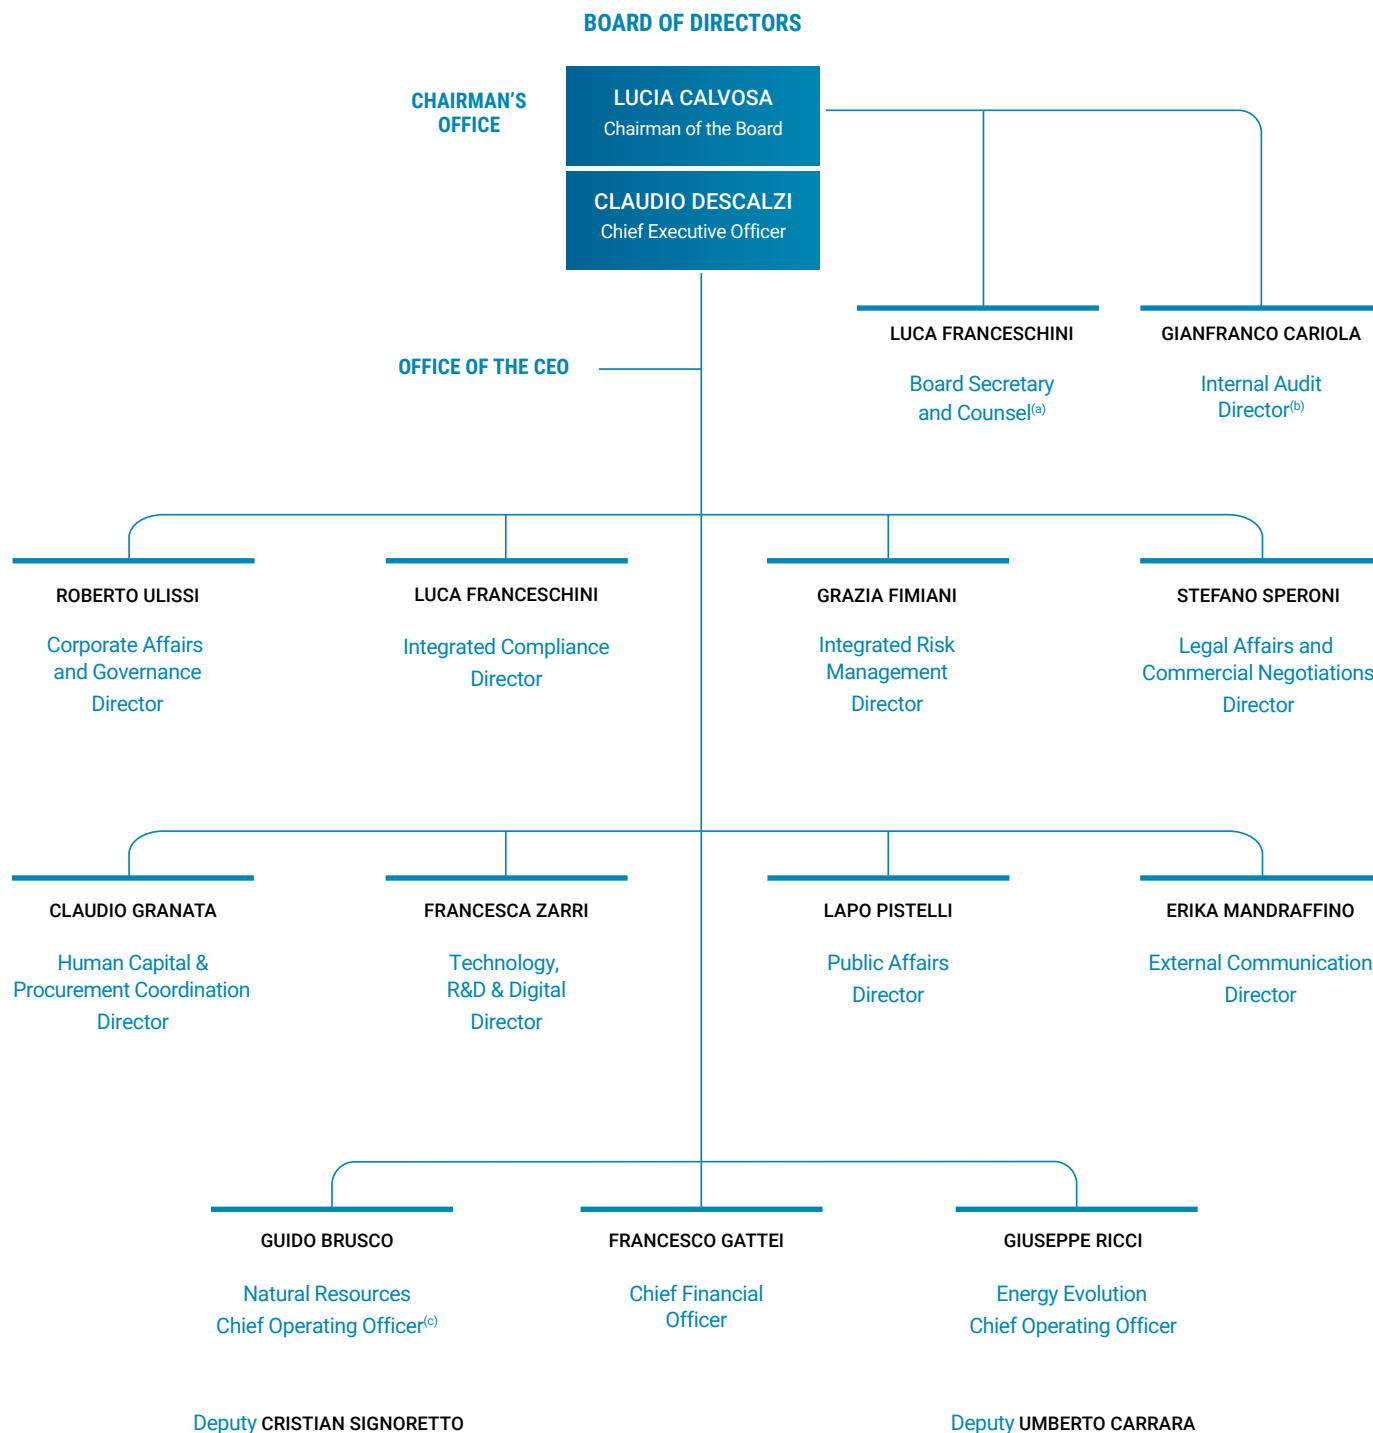 BOARD OF DIRECTORS
CHAIRMAN'S
OFFICE
LUCIA CALVOSA
Chairman of the Board
CLAUDIO DESCALZI
Chief Executive Officer
LUCA FRANCESCHINI
Board Secretary
and Counsel(a)
GIANFRANCO CARIOLA
Internal Audit
Director(b)
OFFICE OF THE CEO
ROBERTO ULISSI
Corporate Affairs
and Governance
Director
LUCA FRANCESCHINI
Integrated Compliance
Director
GRAZIA FIMIANI
Integrated Risk
Management
Director
STEFANO SPERONI
Legal Affairs and
Commercial Negotiations
Director
CLAUDIO GRANATA
Human Capital &
Procurement Coordination
Director
FRANCESCA ZARRI
Technology,
R&D & Digital
Director
LAPO PISTELLI
Public Affairs
Director
ERIKA MANDRAFFINO
External Communication
Director
GUIDO BRUSCO
Natural Resources
Chief Operating Officer(c)
FRANCESCO GATTEI
Chief Financial
Officer
GIUSEPPE RICCI
Energy Evolution
Chief Operating Officer
Deputy CRISTIAN SIGNORETTO
Deputy UMBERTO CARRARA